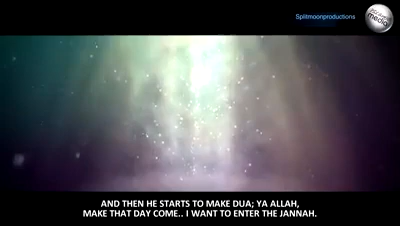 Splitmoonproductions
media
AND THEN HE STARTS TO MAKE DUA; YA ALLAH,
MAKE THAT DAY COME.. I WANT TO ENTER THE JANNAH.